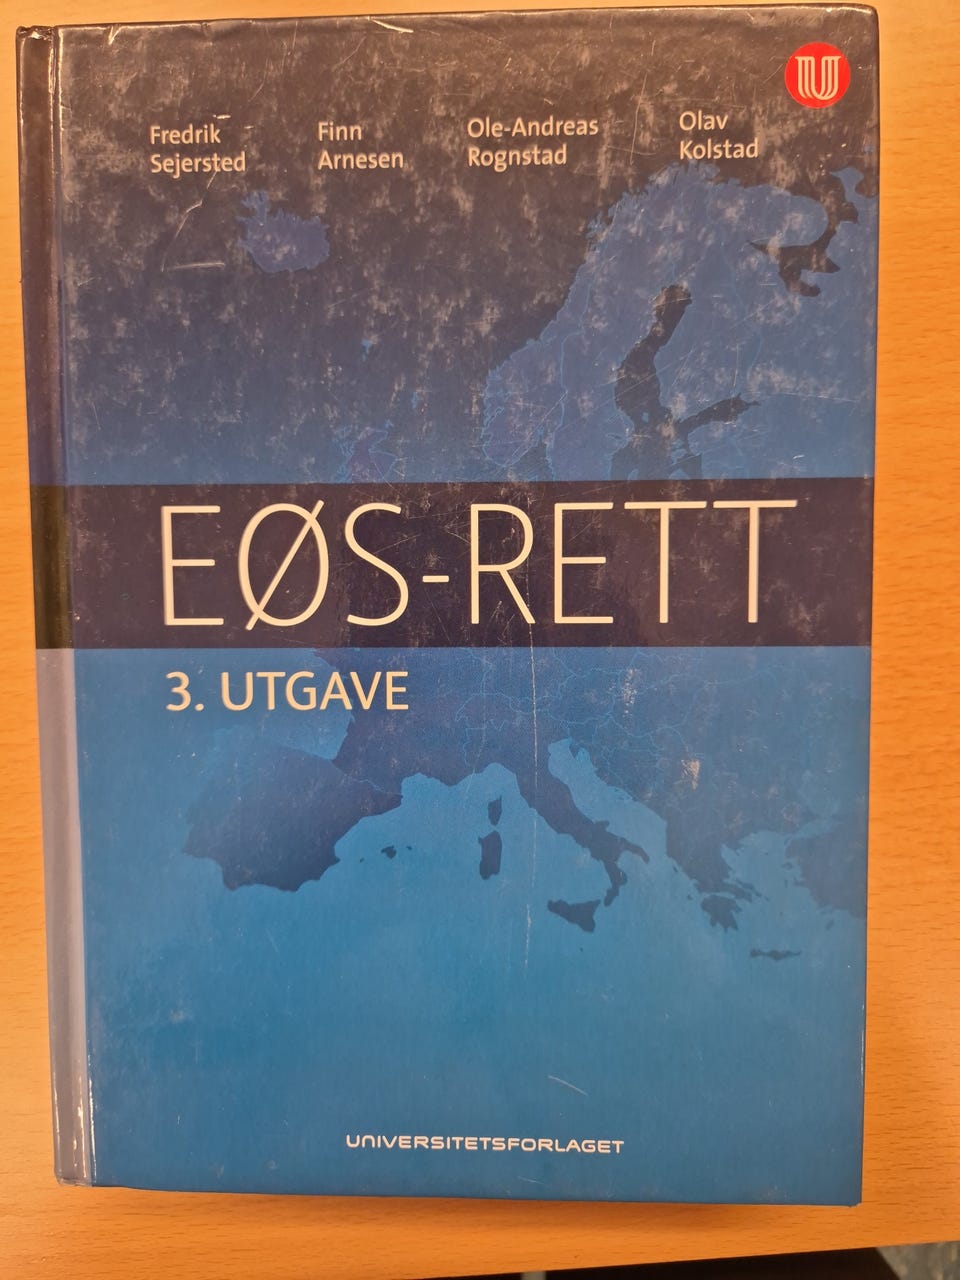 U
Fredrik
Sejersted
Finn
Arnesen
Ole-Andreas
Rognstad
Olav
Kolstad
EØS-RETT
3. UTGAVE
UNIVERSITETSFORLAGET